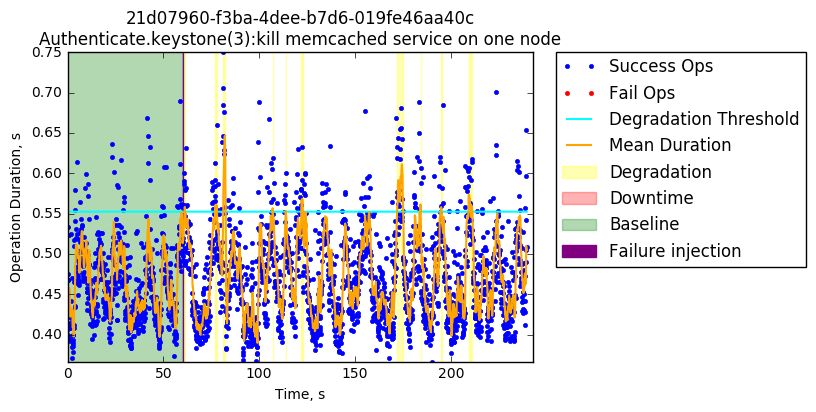 21d07960-f3ba-4dee-b7d6-019fe46aa40c
Authenticate.keystone(3):kill memcached service on one node
0.75
0.70
0.65
0.60
0.55
0.50
0.45
0.40
Operation Duration, s
0
50
100
150
200
Time, s
Success Ops
Fail Ops
Degradation Threshold
Mean Duration
Degradation
Downtime
Baseline
Failure injection